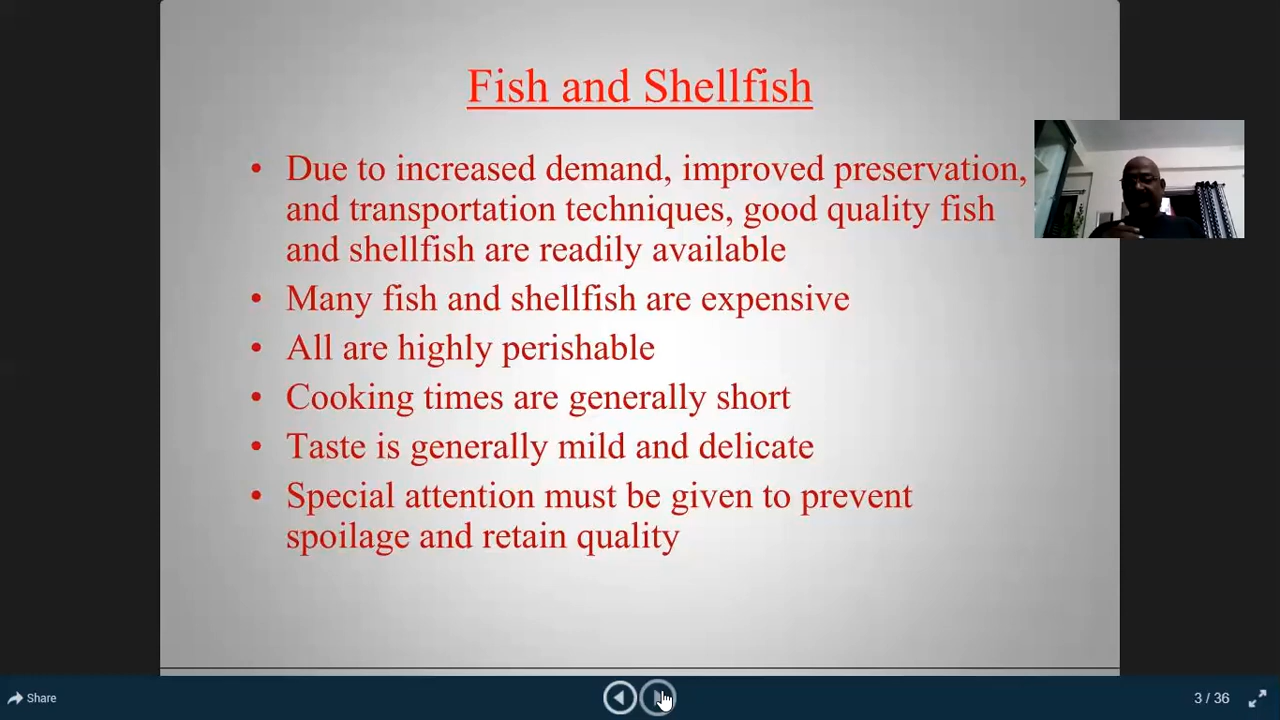 Fish and Shellfish
• Due to increased demand, improved preservation,
and transportation techniques, good quality fish
and shellfish are readily available
• Many fish and shellfish are expensive
• All are highly perishable
• Cooking times are generally short
• Taste is generally mild and delicate
• Special attention must be given to prevent
spoilage and retain quality
Share
3 / 36